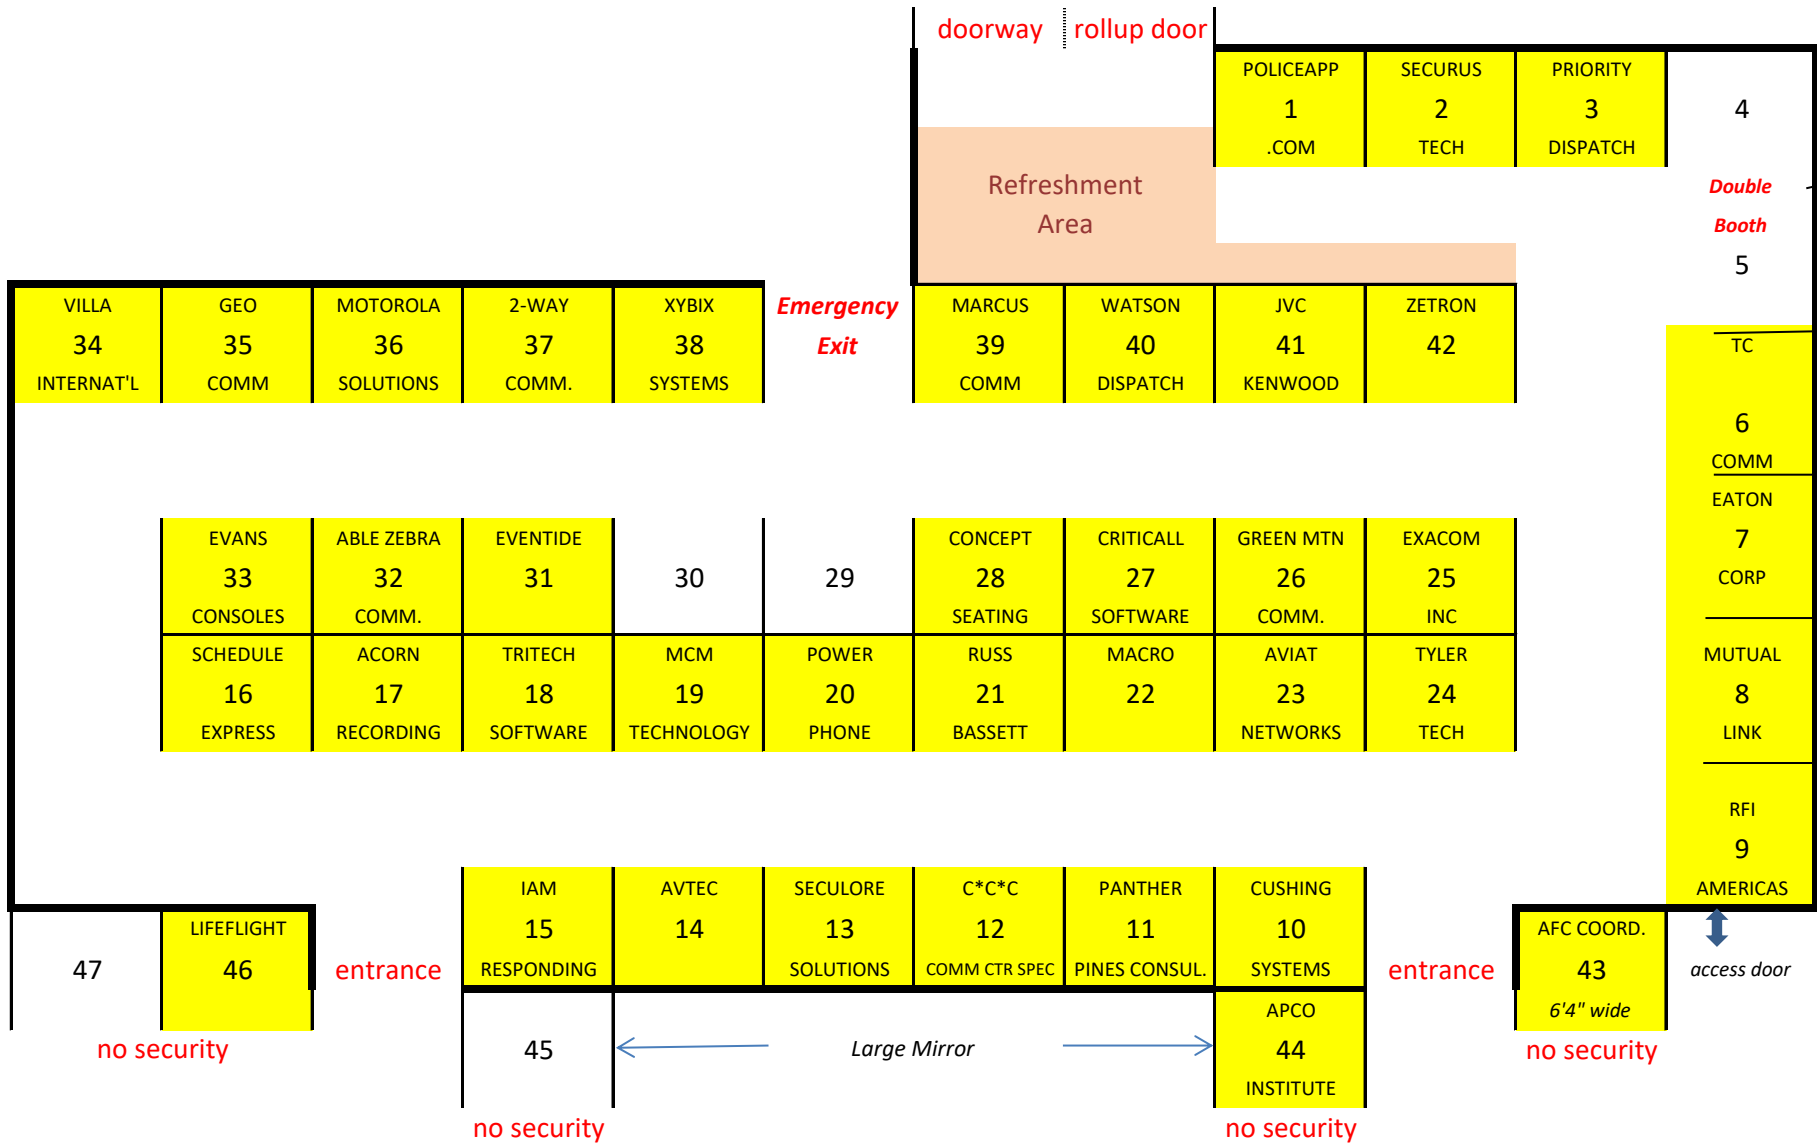 doorway rollup door
POLICEAPP
1
.COM
SECURUS
2
TECH
PRIORITY
3
DISPATCH
4
Double
Booth
5
Refreshment
Area
VILLA
34
INTERNAT'L
GEO
35
COMM
MOTOROLA
36
SOLUTIONS
2-WAY
37
COMM.
XYBIX
38
SYSTEMS
Emergency
Exit
MARCUS
39
COMM
WATSON
40
DISPATCH
JVC
41
KENWOOD
ZETRON
42
TC
6
COMM
EATON
7
CORP
MUTUAL
8
LINK
RFI
9
AMERICAS
EVANS
33
CONSOLES
ABLE ZEBRA
32
COMM.
EVENTIDE
31
30
29
CONCEPT
28
SEATING
CRITICALL
27
SOFTWARE
GREEN MTN
26
COMM.
EXACOM
25
INC
SCHEDULE
16
EXPRESS
ACORN
17
RECORDING
TRITECH
18
SOFTWARE
MCM
19
TECHNOLOGY
POWER
20
PHONE
RUSS
21
BASSETT
MACRO
22
AVIAT
23
NETWORKS
TYLER
24
TECH
47
LIFEFLIGHT
46
no security
entrance
IAM
15
RESPONDING
AVTEC
14
SECULORE
13
SOLUTIONS
C*C*C
12
COMM CTR SPEC
PANTHER
11
PINES CONSUL.
CUSHING
10
SYSTEMS
entrance
AFC COORD.
43
6'4" wide
no security
access door
45
no security
Large Mirror
APCO
44
INSTITUTE
no security